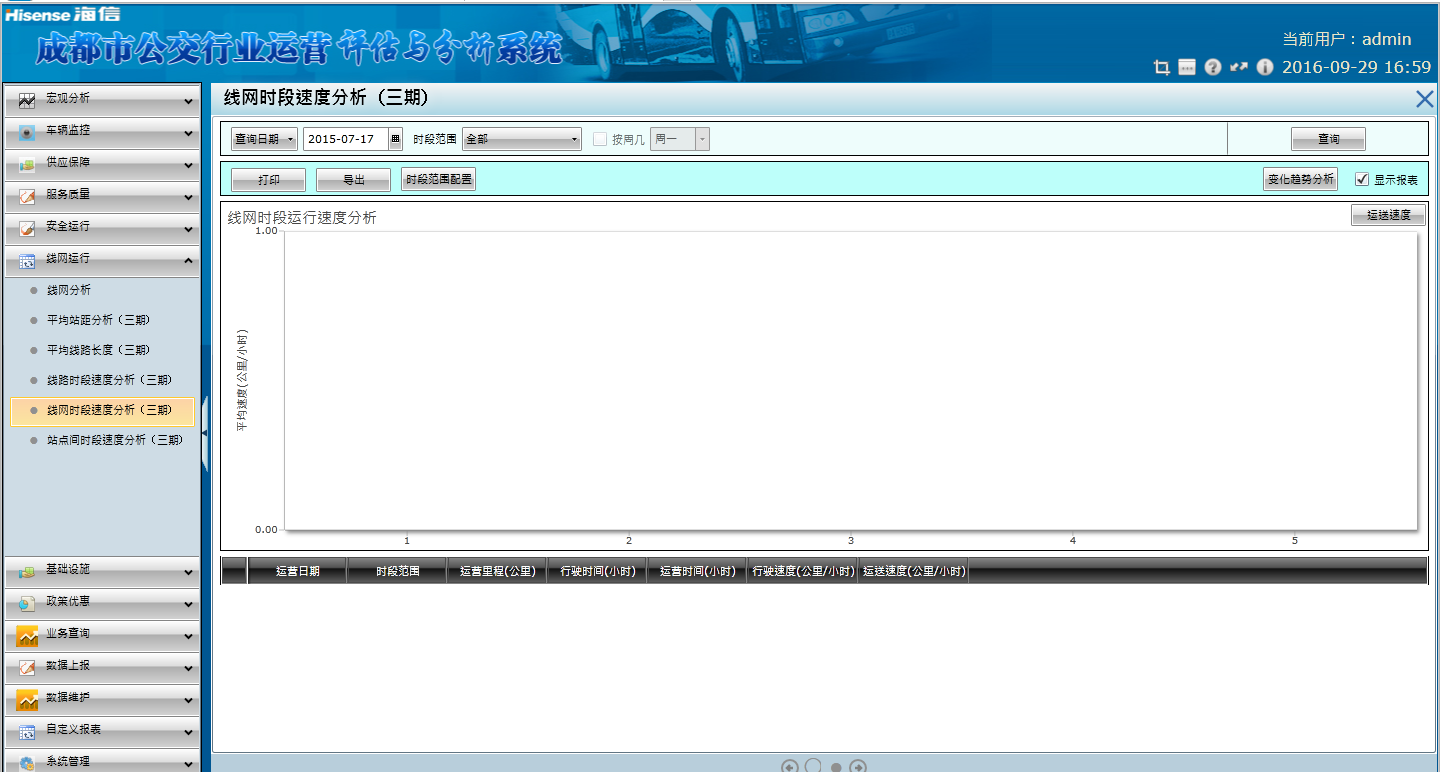 Hisense 海信
成都市公交行业运营评估与分析系统
当前用户：admin
2016-09-29 16:59
宏观分析
车辆监控
供应保障
服务质量
安全运行
线网运行
线网分析
平均站距分析（三期）
平均线路长度（三期）
线路时段速度分析（三期）
线网时段速度分析（三期）
站点间时段速度分析（三期）
基础设施
政策优惠
业务查询
数据上报
数据维护
自定义报表
系统管理
线网时段速度分析（三期）
查询日期 2015-07-17 时段范围 全部 按周几 周一 查询
打印 导出 时段范围配置 变化趋势分析 显示报表
线网时段运行速度分析 运送速度
1.00
平均速度(公里/小时)
0.00
1 2 3 4 5
运营日期 时段范围 运营里程(公里) 行驶时间(小时) 运营时间(小时) 行驶速度(公里/小时) 运送速度(公里/小时)